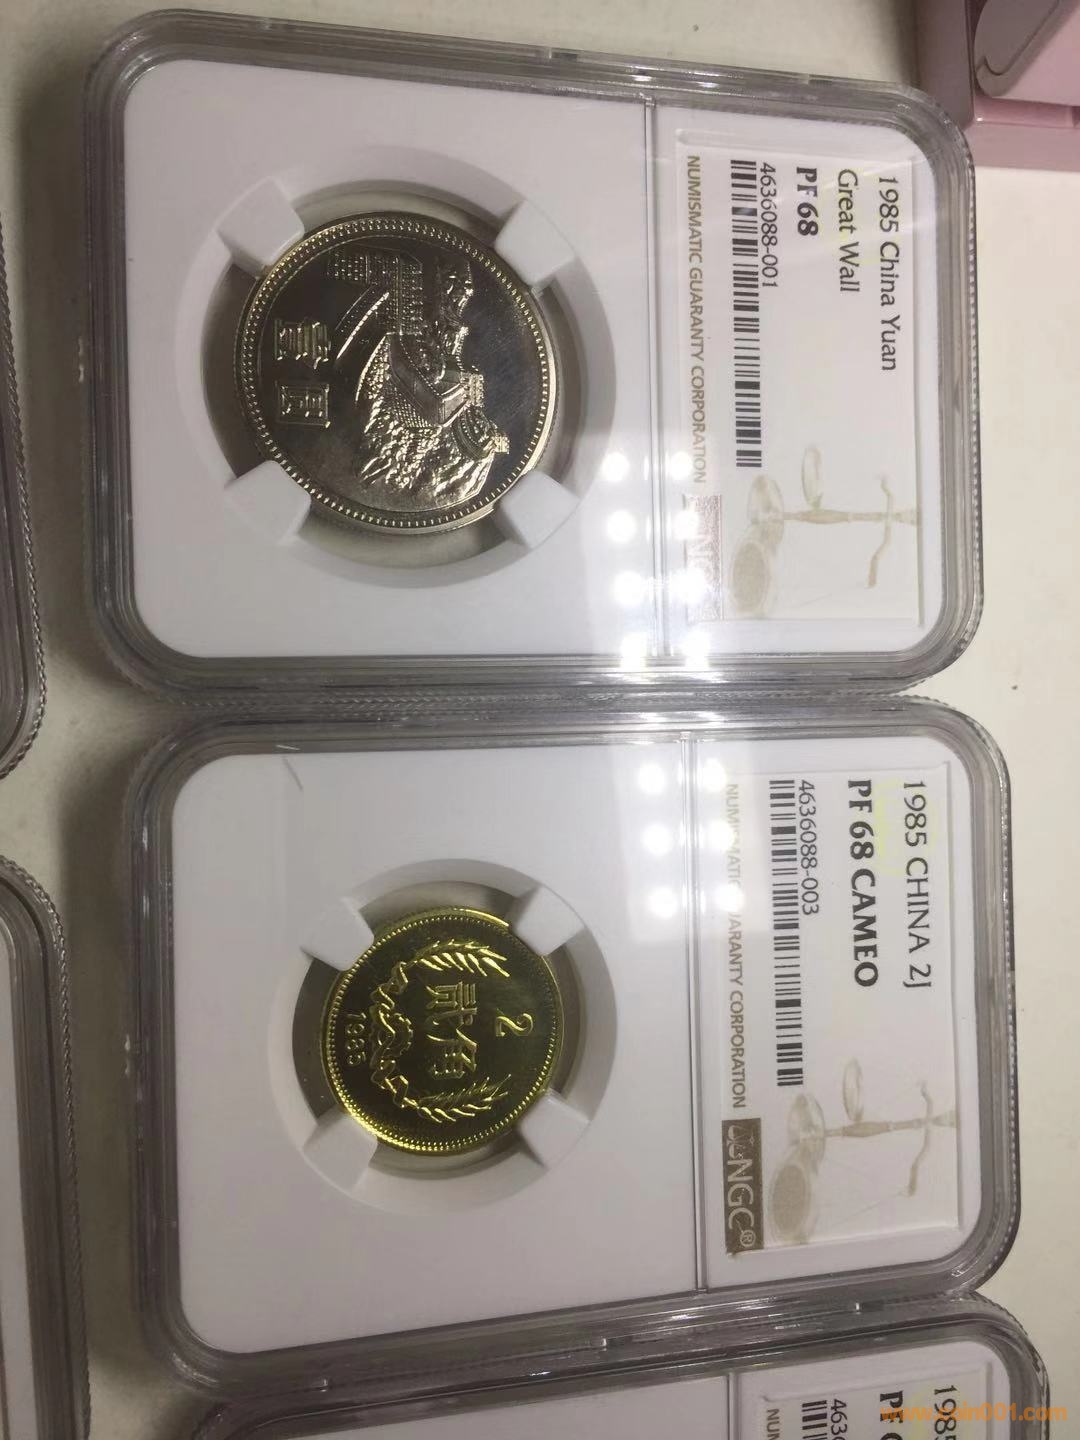 1985 China Yuan
Great Wall
PF 68
4636088-001
NUMISMATIC GUARANTY CORPORATION
NGC
壹圆
1985 CHINA 2J
PF 68 CAMEO
4636088-003
NUMISMATIC GUARANTY CORPORATION
NGC®
2
贰角
1985
www.coin001.com